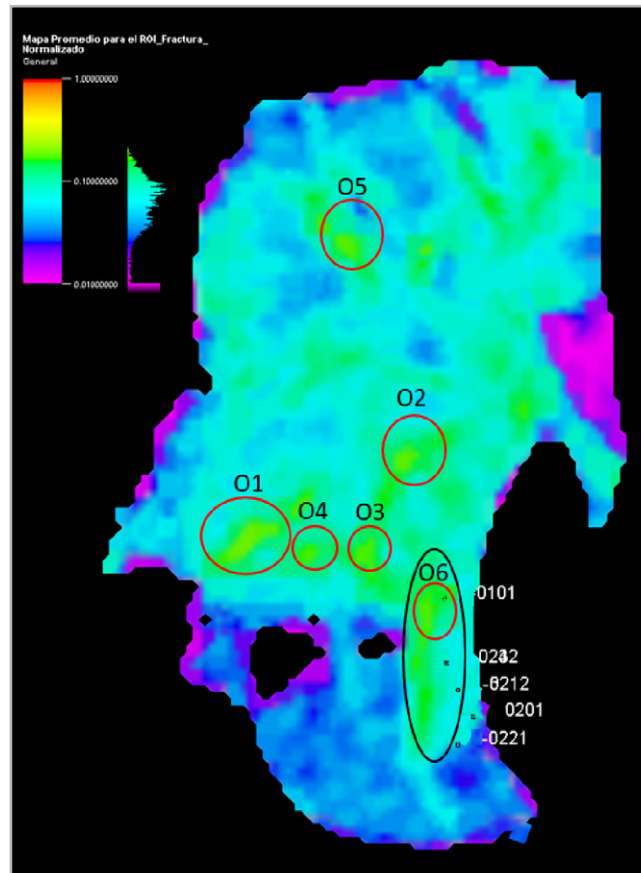 Mapa Promedio para el ROI_Fractura_
Normalizado
General
1.00000000
0.10000000
0.01000000
O5
O2
O1
O4
O3
O6
0101
-0212
0201
-0221